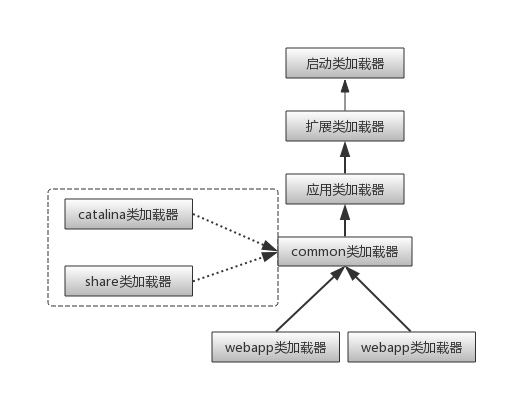 启动类加载器
扩展类加载器
应用类加载器
catalina类加载器
common类加载器
share类加载器
webapp类加载器
webapp类加载器